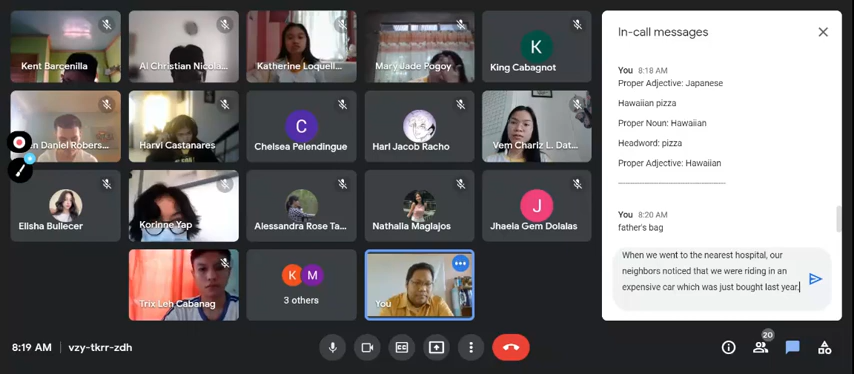 Kent Barcenilla
Al Christian Nicola...
Katherine Loquell...
Mary Jade Pogoy
K
King Cabagnot
en Daniel Robers...
Harvi Castanares
C
Chelsea Pelendingue
Harl Jacob Racho
Vem Chariz L. Dat...
Elisha Bullecer
Korinne Yap
Alessandra Rose Ta...
Nathalia Maglajos
J
Jhaeia Gem Dolalas
Trix Leh Cabanag
K M
3 others
You
8:19 AM | vzy-tkrr-zdh
In-call messages
You 8:18 AM
Proper Adjective: Japanese
Hawaiian pizza
Proper Noun: Hawaiian
Headword: pizza
Proper Adjective: Hawaiian
You 8:20 AM
father's bag
When we went to the nearest hospital, our
neighbors noticed that we were riding in an
expensive car which was just bought last year.
20